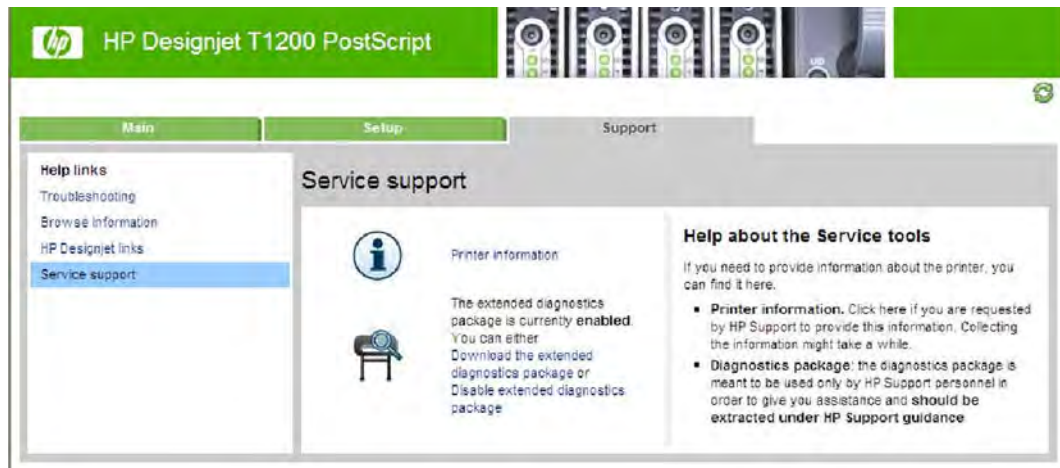 hp HP Designjet T1200 PostScript
Main Setup Support
Help links
Troubleshooting
Browse information
HP Designjet links
Service support
Service support
Printer information
The extended diagnostics
package is currently enabled.
You can either
Download the extended
diagnostics package or
Disable extended diagnostics
package
Help about the Service tools
If you need to provide information about the printer, you
can find it here.
Printer information. Click here if you are requested
by HP Support to provide this information. Collecting
the information might take a while.
Diagnostics package: the diagnostics package is
meant to be used only by HP Support personnel in
order to give you assistance and should be
extracted under HP Support guidance